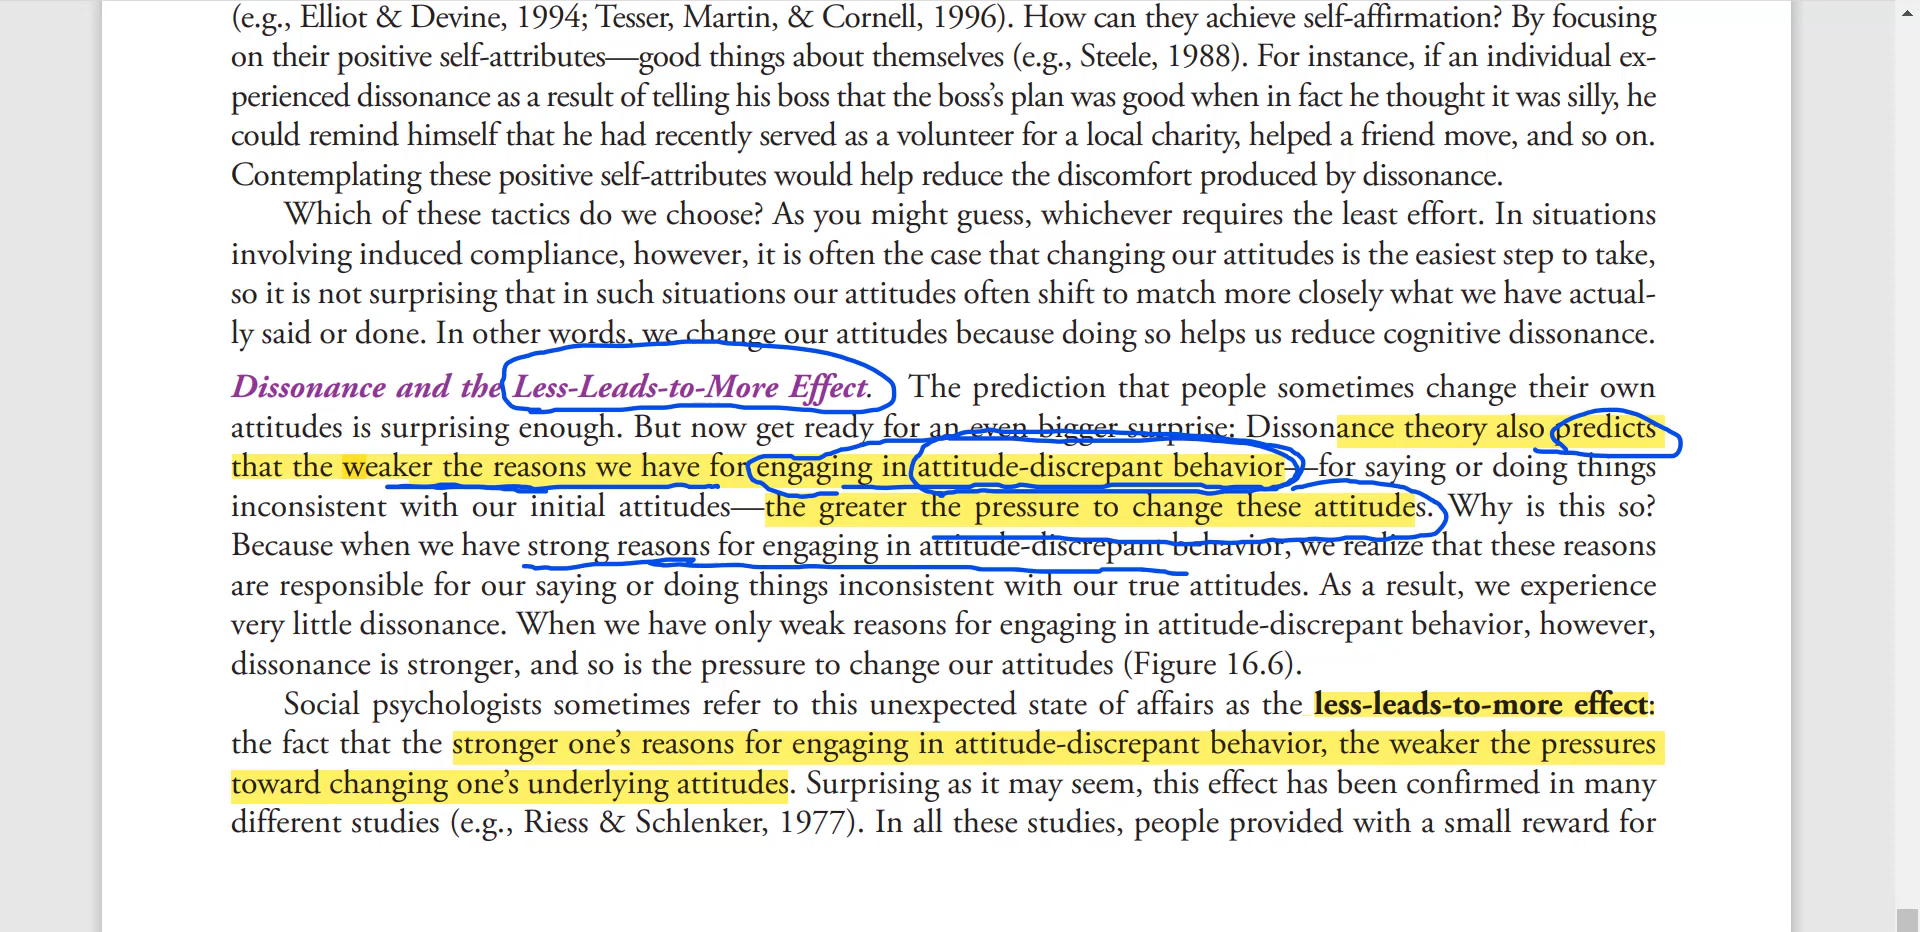 (e.g., Elliot & Devine, 1994; Tesser, Martin, & Cornell, 1996). How can they achieve self-affirmation? By focusing
on their positive self-attributes—good things about themselves (e.g., Steele, 1988). For instance, if an individual ex-
perienced dissonance as a result of telling his boss that the boss’s plan was good when in fact he thought it was silly, he
could remind himself that he had recently served as a volunteer for a local charity, helped a friend move, and so on.
Contemplating these positive self-attributes would help reduce the discomfort produced by dissonance.
Which of these tactics do we choose? As you might guess, whichever requires the least effort. In situations
involving induced compliance, however, it is often the case that changing our attitudes is the easiest step to take,
so it is not surprising that in such situations our attitudes often shift to match more closely what we have actual-
ly said or done. In other words, we change our attitudes because doing so helps us reduce cognitive dissonance.
Dissonance and the Less-Leads-to-More Effect. The prediction that people sometimes change their own
attitudes is surprising enough. But now get ready for an even bigger surprise: Dissonance theory also predicts
that the weaker the reasons we have for engaging in attitude-discrepant behavior—for saying or doing things
inconsistent with our initial attitudes—the greater the pressure to change these attitudes. Why is this so?
Because when we have strong reasons for engaging in attitude-discrepant behavior, we realize that these reasons
are responsible for our saying or doing things inconsistent with our true attitudes. As a result, we experience
very little dissonance. When we have only weak reasons for engaging in attitude-discrepant behavior, however,
dissonance is stronger, and so is the pressure to change our attitudes (Figure 16.6).
Social psychologists sometimes refer to this unexpected state of affairs as the less-leads-to-more effect:
the fact that the stronger one’s reasons for engaging in attitude-discrepant behavior, the weaker the pressures
toward changing one’s underlying attitudes. Surprising as it may seem, this effect has been confirmed in many
different studies (e.g., Riess & Schlenker, 1977). In all these studies, people provided with a small reward for